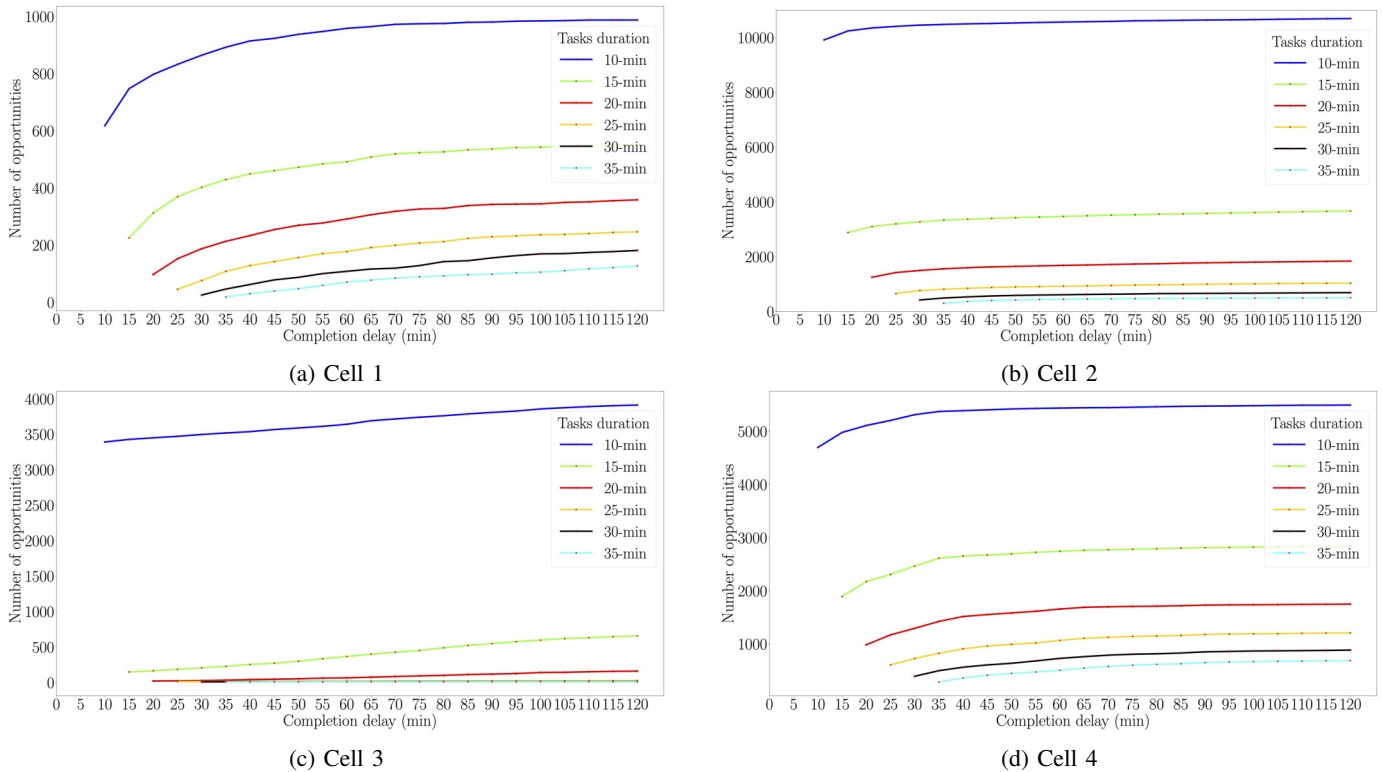 1000
800
600
400
200
0
Number of opportunities
Tasks duration
10-min
15-min
20-min
25-min
30-min
35-min
0 5 10 15 20 25 30 35 40 45 50 55 60 65 70 75 80 85 90 95 100 105 110 115 120
Completion delay (min)
(a) Cell 1
10000
8000
6000
4000
2000
0
Number of opportunities
Tasks duration
10-min
15-min
20-min
25-min
30-min
35-min
0 5 10 15 20 25 30 35 40 45 50 55 60 65 70 75 80 85 90 95 100 105 110 115 120
Completion delay (min)
(b) Cell 2
4000
3500
3000
2500
2000
1500
1000
500
0
Number of opportunities
Tasks duration
10-min
15-min
20-min
25-min
30-min
35-min
0 5 10 15 20 25 30 35 40 45 50 55 60 65 70 75 80 85 90 95 100 105 110 115 120
Completion delay (min)
(c) Cell 3
5000
4000
3000
2000
1000
Number of opportunities
Tasks duration
10-min
15-min
20-min
25-min
30-min
35-min
0 5 10 15 20 25 30 35 40 45 50 55 60 65 70 75 80 85 90 95 100 105 110 115 120
Completion delay (min)
(d) Cell 4